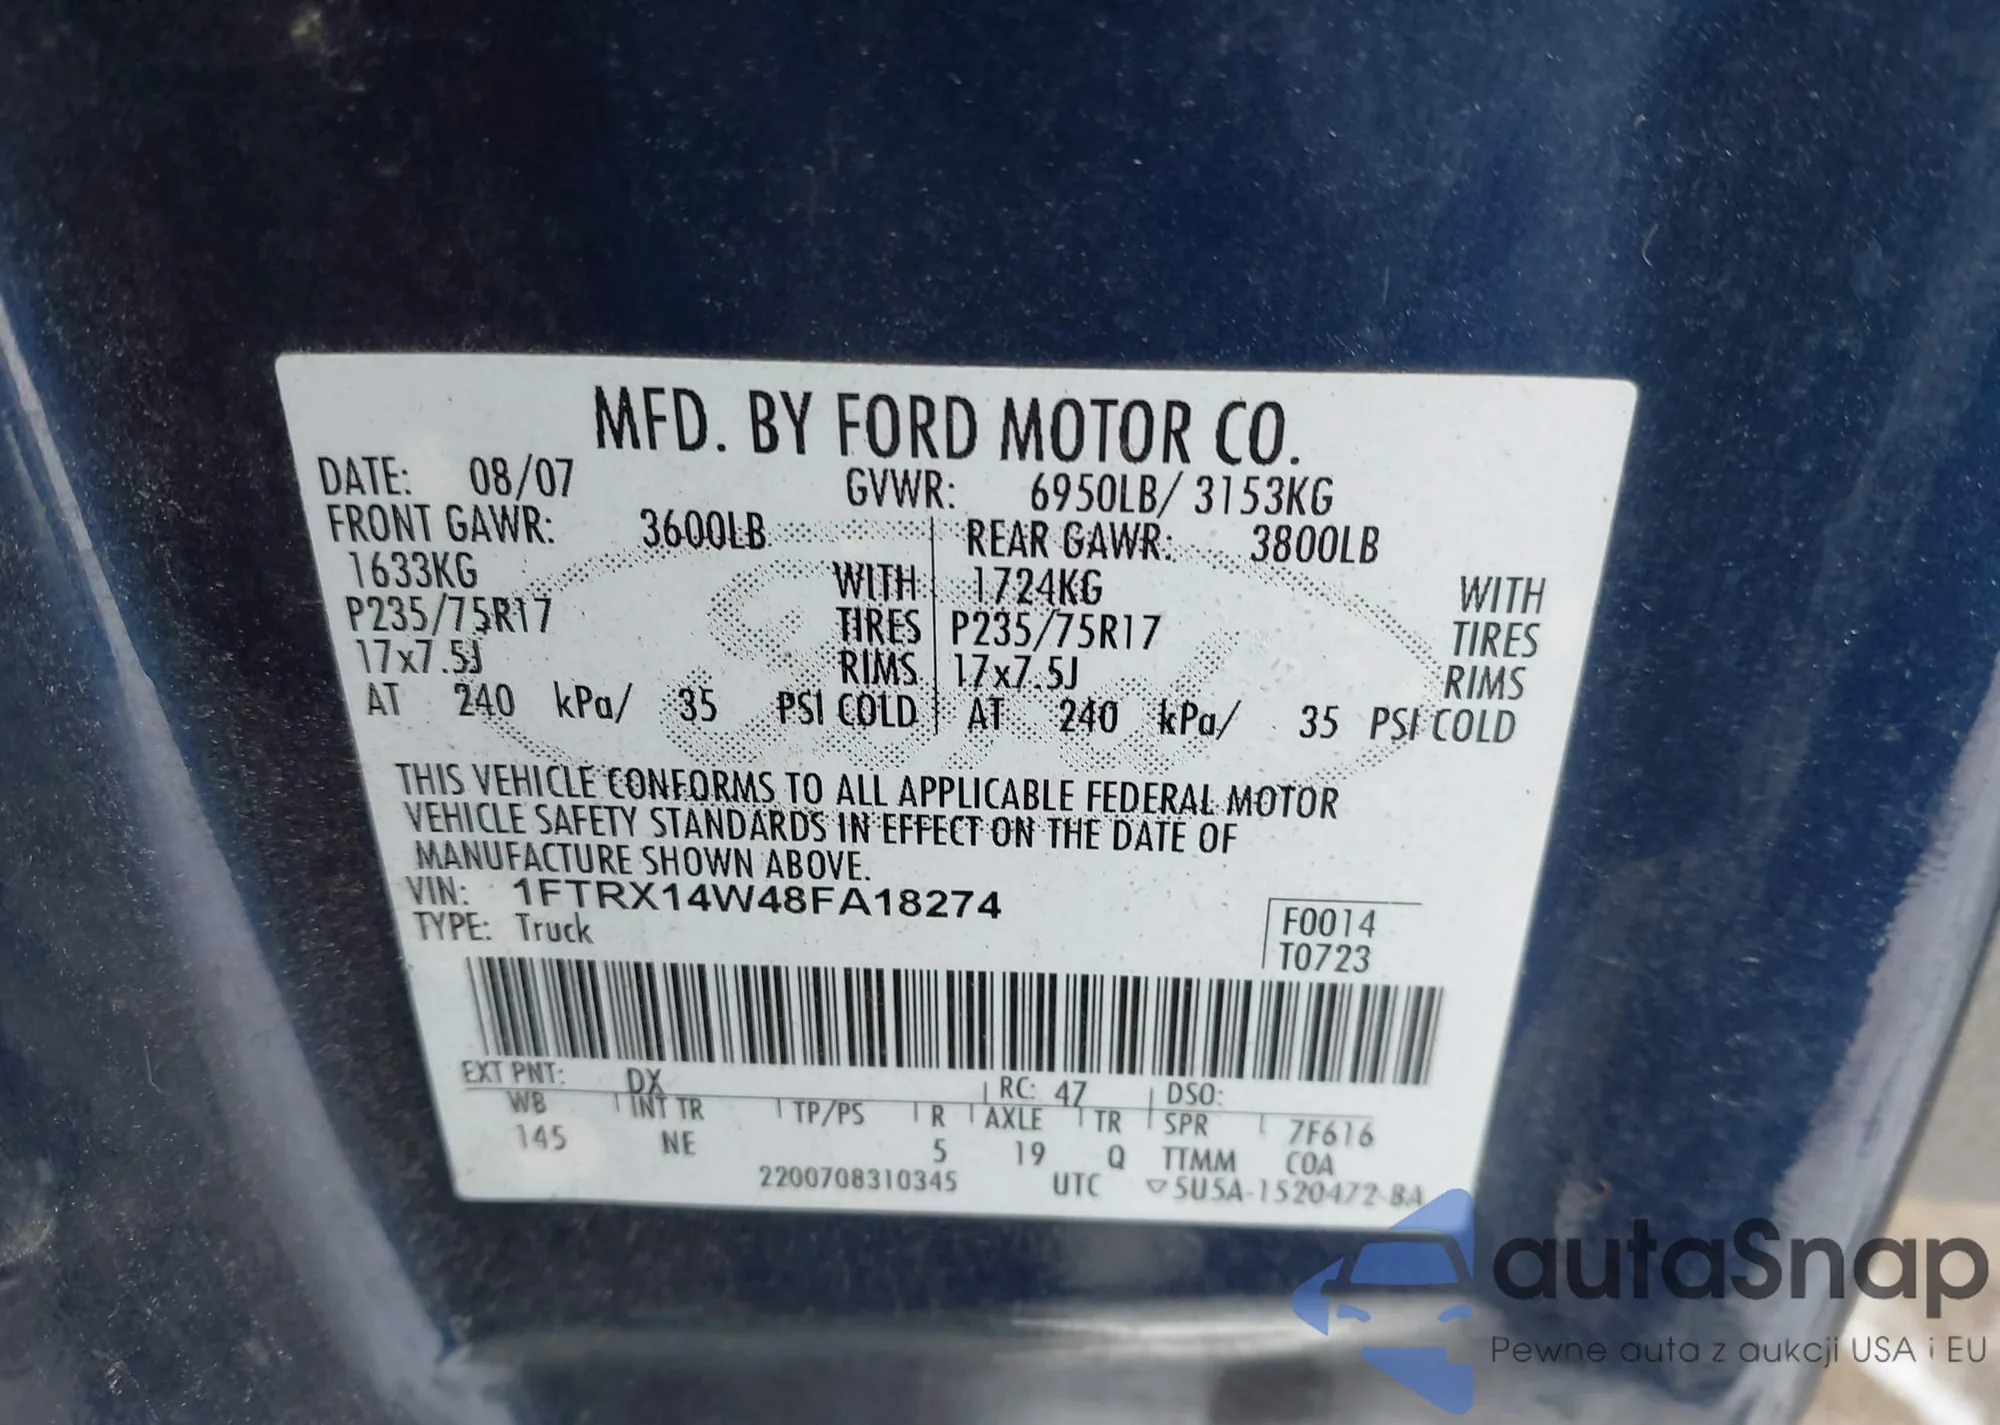 MFD. BY FORD MOTOR CO.
DATE: 08/07 GVWR: 6950LB/ 3153KG
FRONT GAWR: 3600LB REAR GAWR: 3800LB
1633KG WITH 1724KG WITH
P235/75R17 TIRES P235/75R17 TIRES
17x7.5J RIMS 17x7.5J RIMS
AT 240 kPa/ 35 PSI COLD AT 240 kPa/ 35 PSI COLD
THIS VEHICLE CONFORMS TO ALL APPLICABLE FEDERAL MOTOR
VEHICLE SAFETY STANDARDS IN EFFECT ON THE DATE OF
MANUFACTURE SHOWN ABOVE.
VIN: 1FTRX14W48FA18274
TYPE: Truck
F0014
T0723
EXT PNT: DX RC: 47 DSO:
WB INT TR TP/PS R AXLE TR SPR 7F616
145 NE 5 19 Q TTMM COA
2200708310345 UTC ▽5U5A-1520472-BA
autaSnap
Pewne auta z aukcji USA i EU